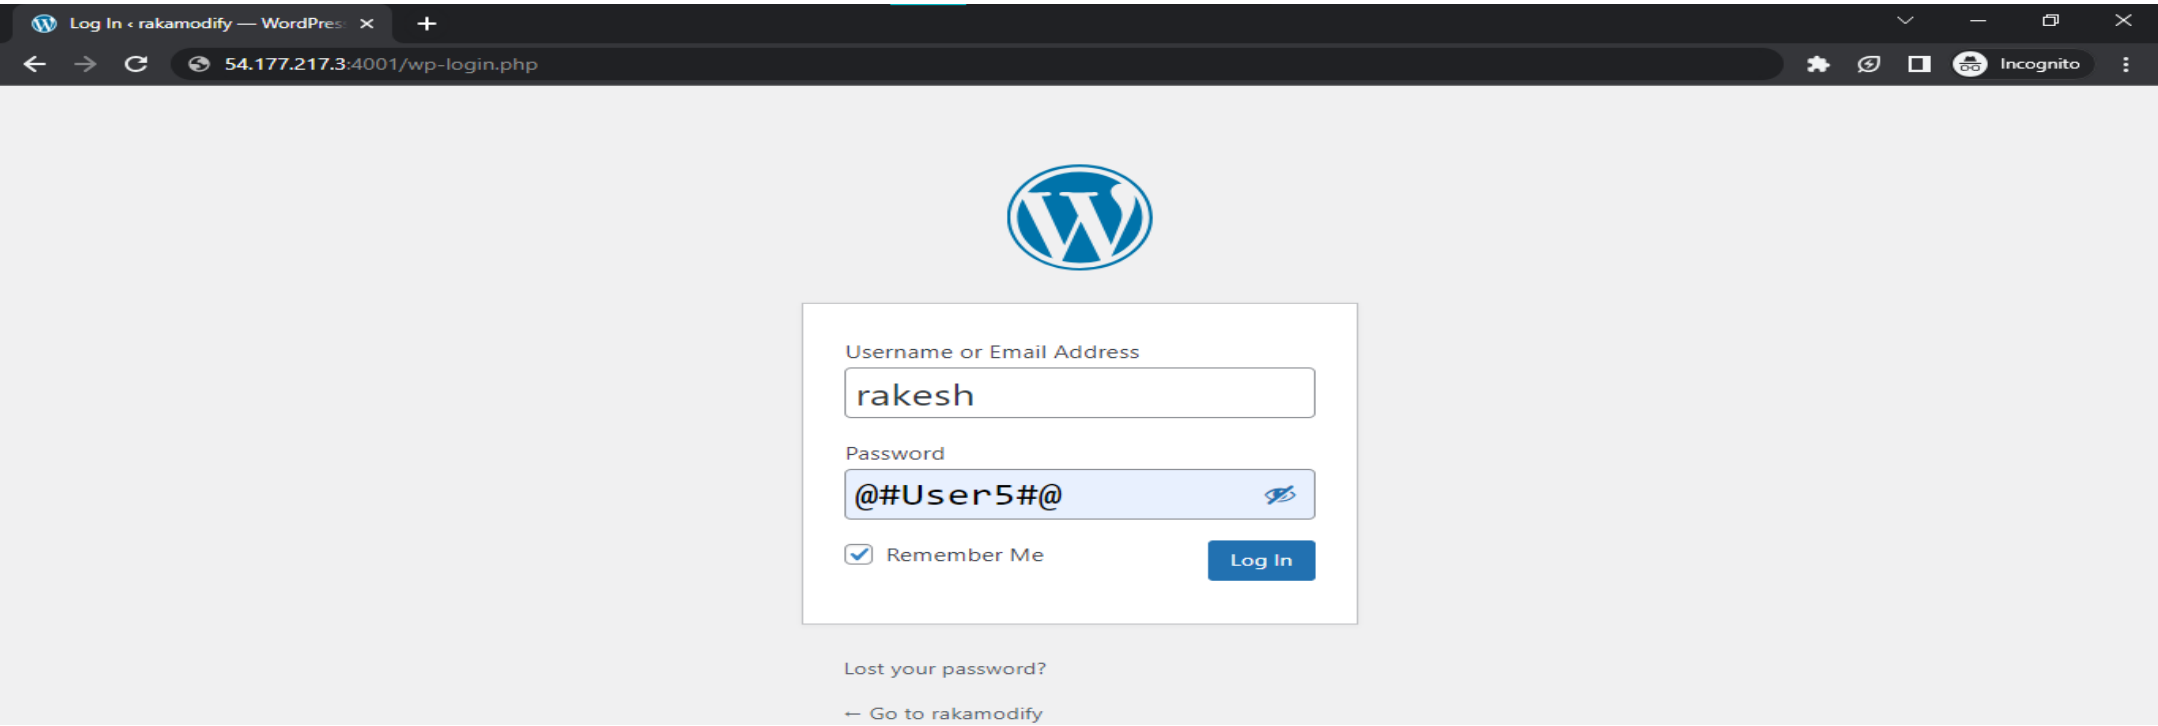 Log In ‹ rakamodify — WordPres
54.177.217.3:4001/wp-login.php
Incognito
Username or Email Address
rakesh
Password
@#User5#@
Remember Me
Log In
Lost your password?
← Go to rakamodify